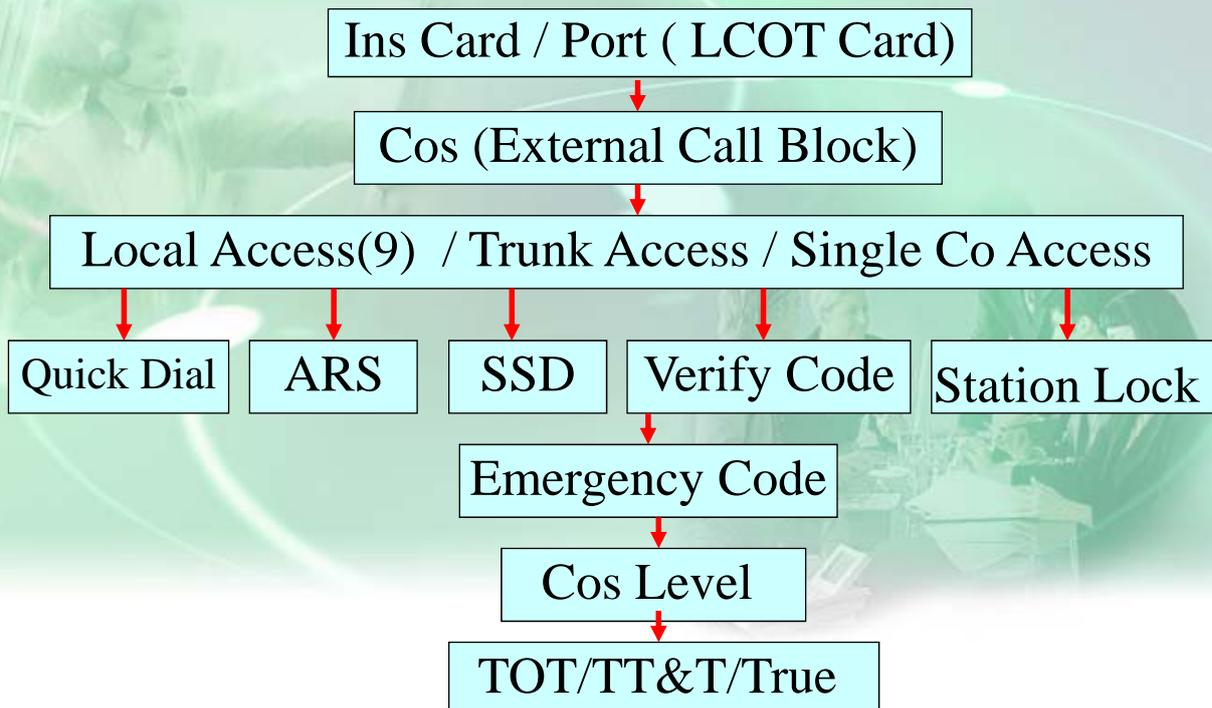 Ins Card / Port ( LCOT Card)
Cos (External Call Block)
Local Access(9)  / Trunk Access / Single Co Access
Quick Dial
ARS
SSD
Verify Code
Station Lock
Emergency Code
Cos Level
TOT/TT&T/True